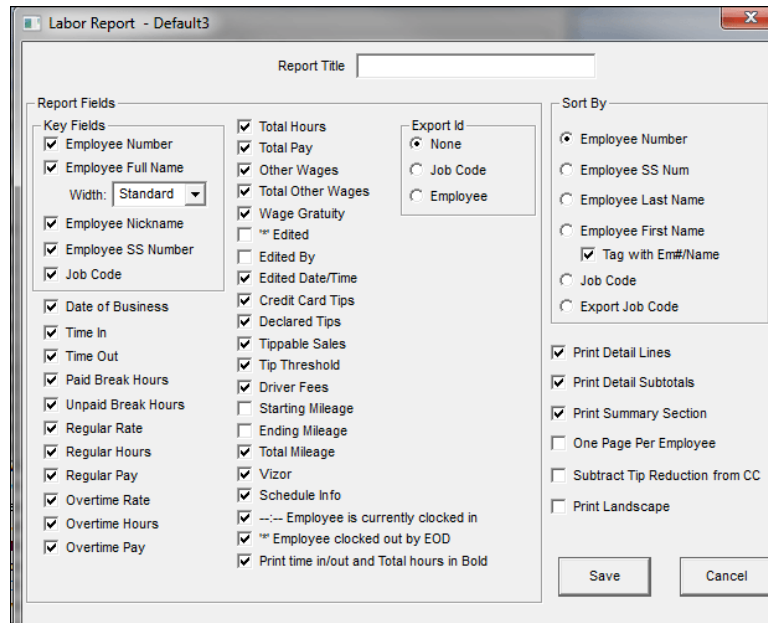 Labor Report - Default3
Report Title
Report Fields
Key Fields
Employee Number
Employee Full Name
Width: Standard
Employee Nickname
Employee SS Number
Job Code
Date of Business
Time In
Time Out
Paid Break Hours
Unpaid Break Hours
Regular Rate
Regular Hours
Regular Pay
Overtime Rate
Overtime Hours
Overtime Pay
Total Hours
Total Pay
Other Wages
Total Other Wages
Wage Gratuity
'*' Edited
Edited By
Edited Date/Time
Credit Card Tips
Declared Tips
Tippable Sales
Tip Threshold
Driver Fees
Starting Mileage
Ending Mileage
Total Mileage
Vizor
Schedule Info
--:-- Employee is currently clocked in
'*' Employee clocked out by EOD
Print time in/out and Total hours in Bold
Export Id
None
Job Code
Employee
Sort By
Employee Number
Employee SS Num
Employee Last Name
Employee First Name
Tag with Em#/Name
Job Code
Export Job Code
Print Detail Lines
Print Detail Subtotals
Print Summary Section
One Page Per Employee
Subtract Tip Reduction from CC
Print Landscape
Save
Cancel